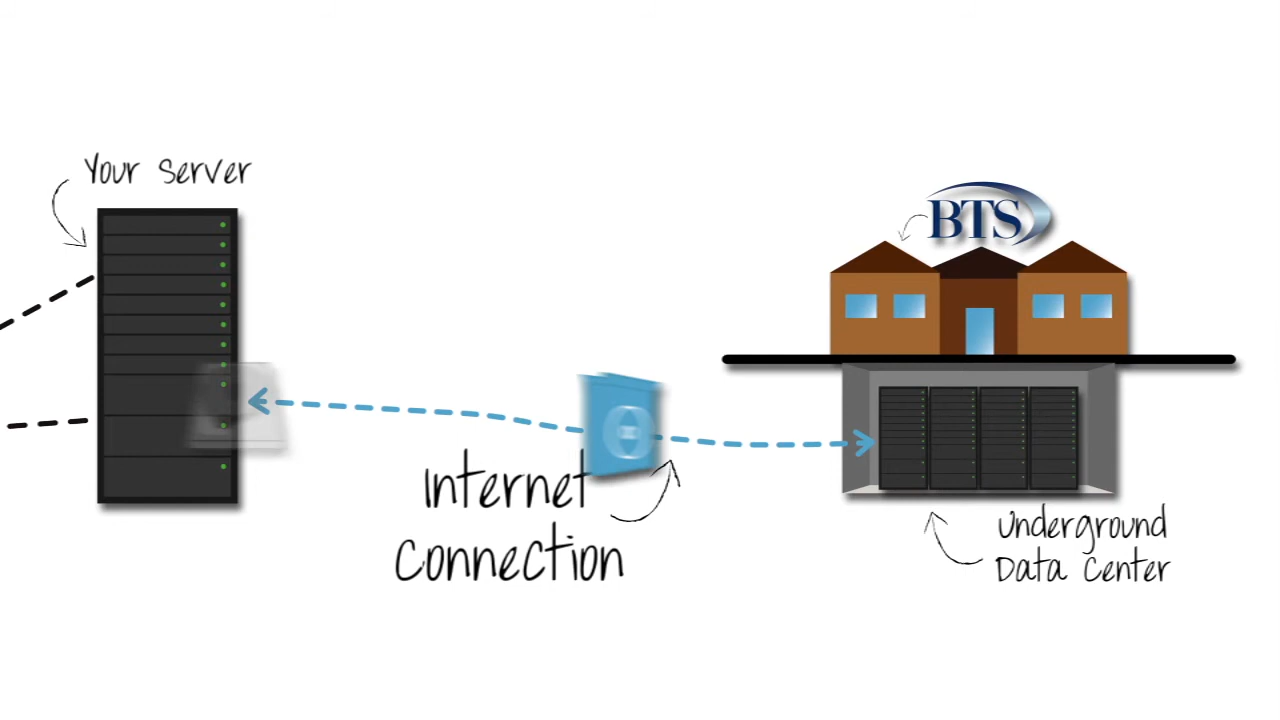 Your Server
BTS
Internet
Connection
Underground
Data Center